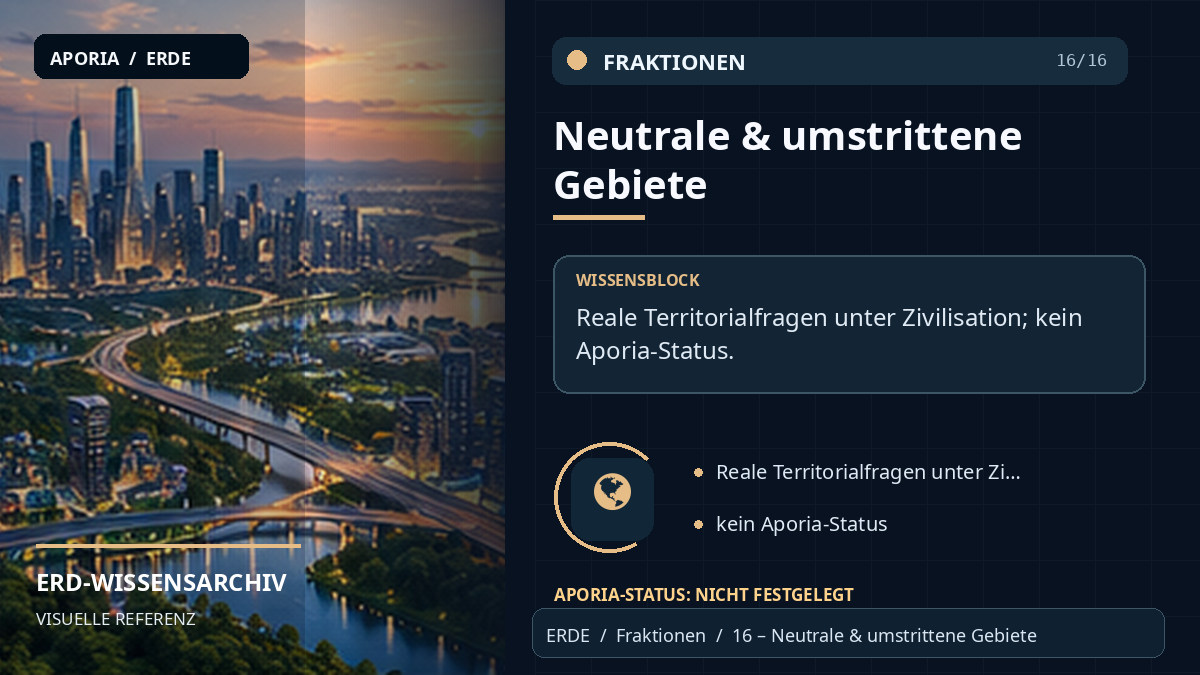 APORIA / ERDE
FRAKTIONEN
16/16
Neutrale & umstrittene
Gebiete
WISSENSBLOCK
Reale Territorialfragen unter Zivilisation; kein
Aporia-Status.
Reale Territorialfragen unter Zi...
kein Aporia-Status
ERD-WISSENSARCHIV
VISUELLE REFERENZ
APORIA-STATUS: NICHT FESTGELEGT
ERDE / Fraktionen / 16 – Neutrale & umstrittene Gebiete